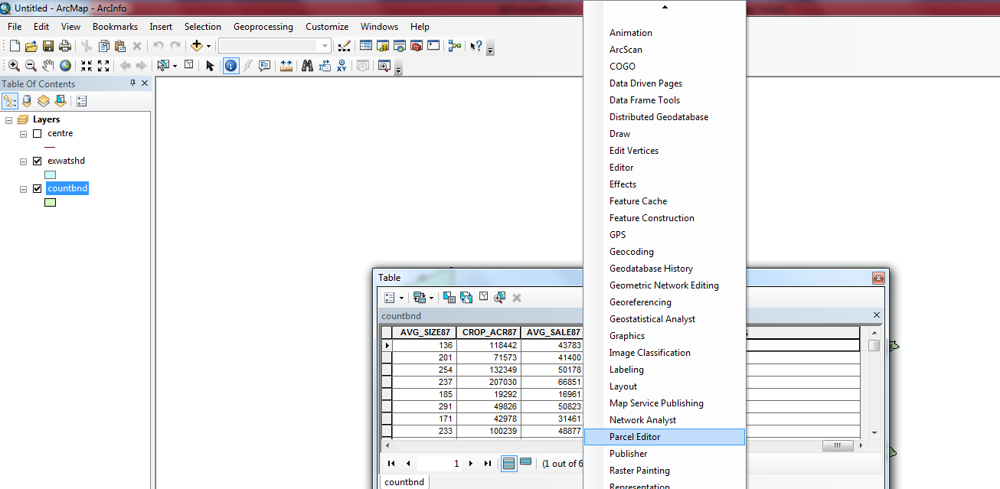 Untitled - ArcMap - ArcInfo
File Edit View Bookmarks Insert Selection Geoprocessing Customize Windows Help
Table Of Contents
Layers
centre
exwatshd
countbnd
Animation
ArcScan
COGO
Data Driven Pages
Data Frame Tools
Distributed Geodatabase
Draw
Edit Vertices
Editor
Effects
Feature Cache
Feature Construction
GPS
Geocoding
Geodatabase History
Geometric Network Editing
Georeferencing
Geostatistical Analyst
Graphics
Image Classification
Labeling
Layout
Map Service Publishing
Network Analyst
Parcel Editor
Publisher
Raster Painting
Representation
Table
countbnd
AVG_SIZE87 CROP_ACR87 AVG_SALE87
136 118442 43783
201 71573 41400
254 132349 50178
237 207030 66851
185 19292 16961
291 49826 50823
171 42978 31461
233 100239 48877
1 (1 out of 6
countbnd